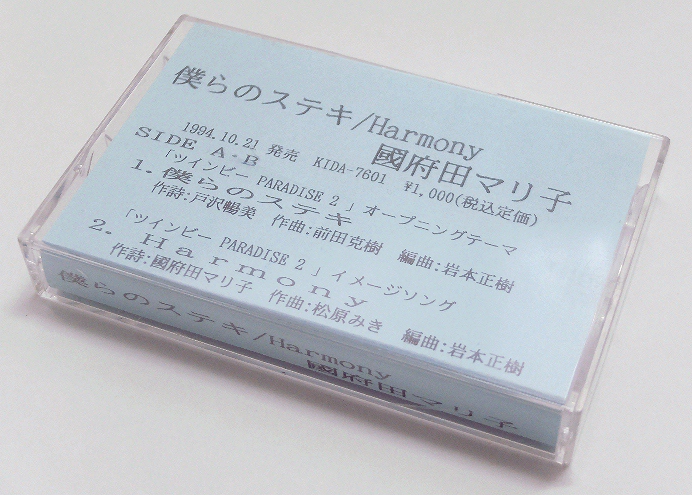 僕らのステキ/Harmony
國府田マリ子
1994.10.21 発売 KIDA-7601 ¥1,000(税込定価)
SIDE A・B
「ツインビー PARADISE 2」オープニングテーマ
1. 僕らのステキ
作詩:戸沢暢美 作曲:前田克樹 編曲:岩本正樹
「ツインビー PARADISE 2」イメージソング
2. Harmony
作詩:國府田マリ子 作曲:松原みき 編曲:岩本正樹
僕らのステキ/Harmony
國府田マリ子